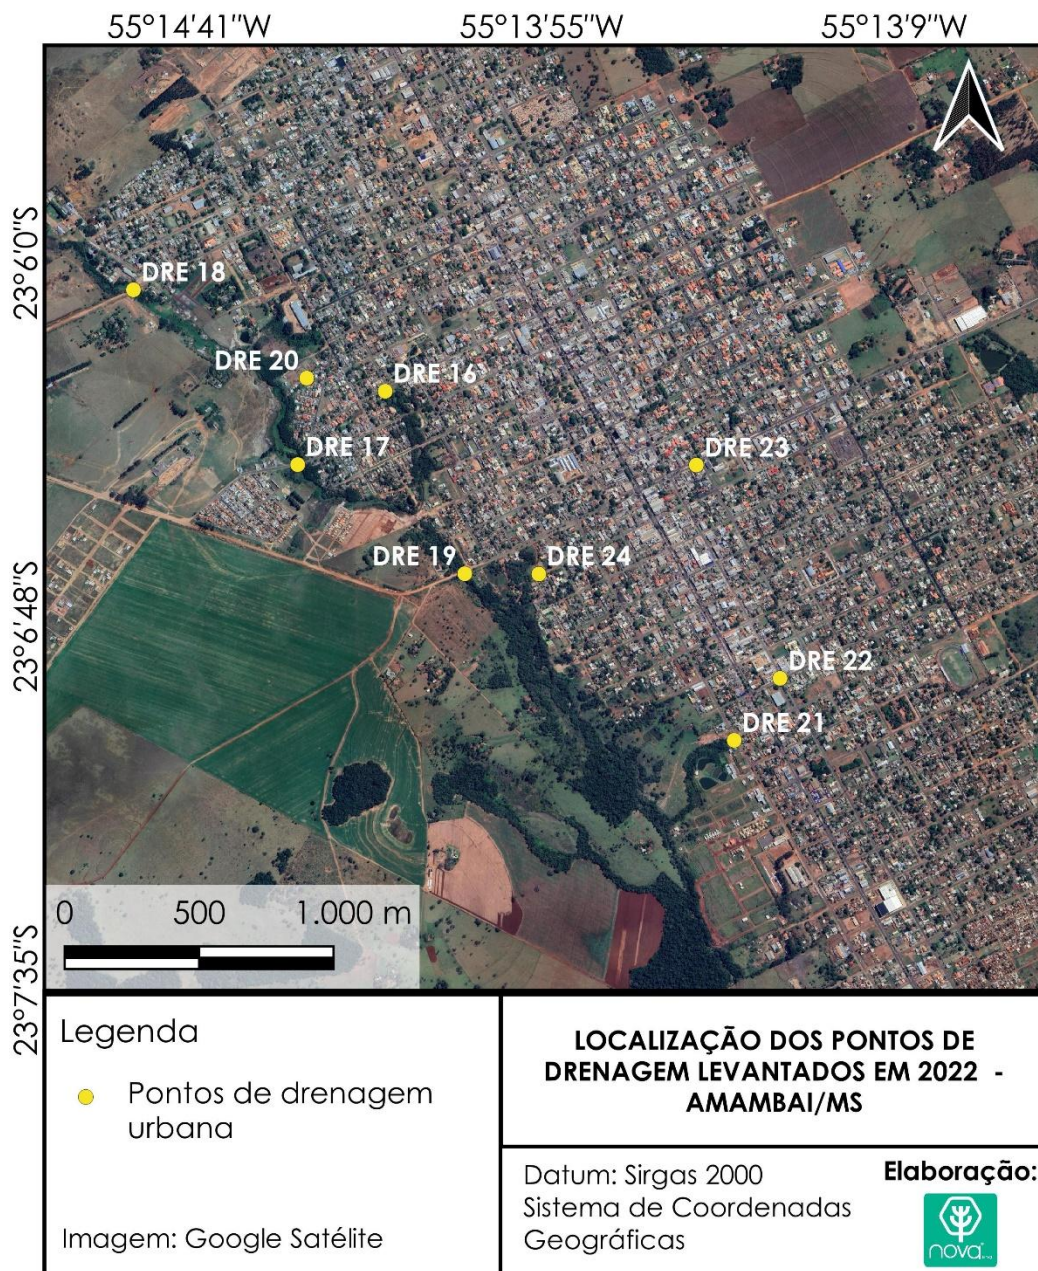 55°14'41"W
55°13'55"W
55°13'9"W
23°6'0"S
23°6'48"S
23°7'35"S
DRE 18
DRE 20
DRE 16
DRE 17
DRE 23
DRE 19
DRE 24
DRE 22
DRE 21
0 500 1.000 m
Legenda
Pontos de drenagem
urbana
Imagem: Google Satélite
LOCALIZAÇÃO DOS PONTOS DE
DRENAGEM LEVANTADOS EM 2022 -
AMAMBAI/MS
Datum: Sirgas 2000
Sistema de Coordenadas
Geográficas
Elaboração:
nova